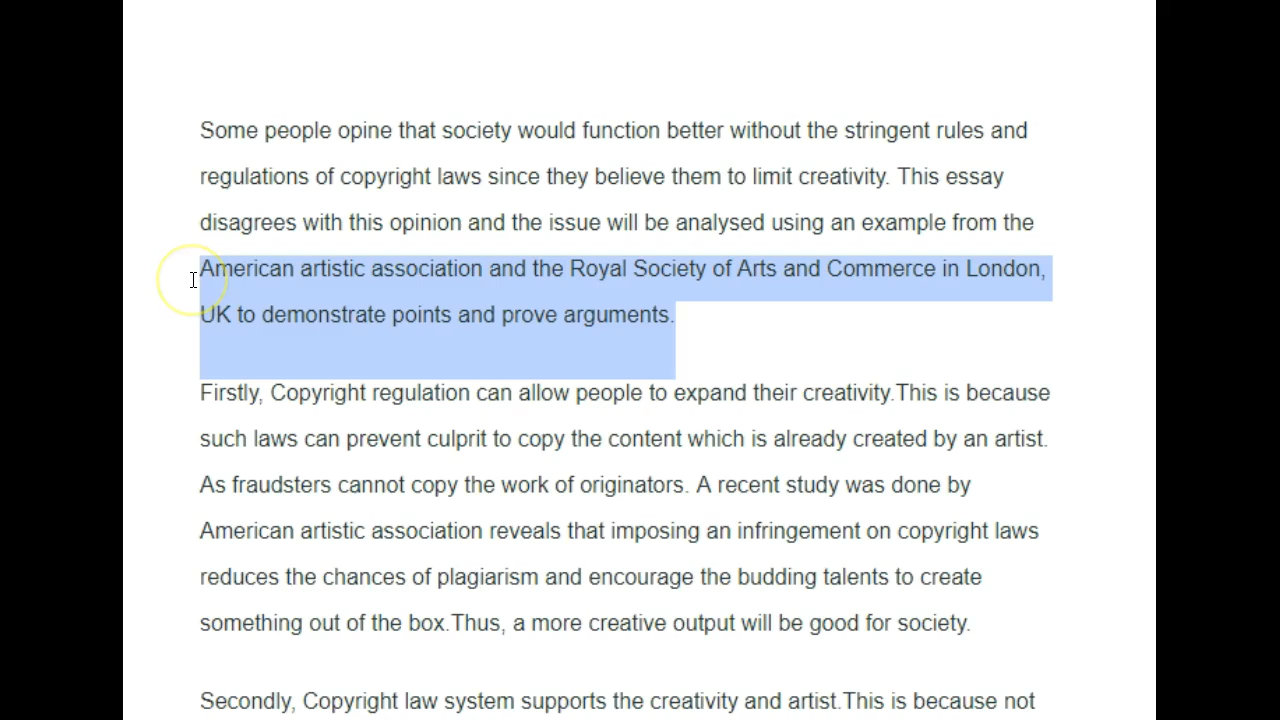 Some people opine that society would function better without the stringent rules and
regulations of copyright laws since they believe them to limit creativity. This essay
disagrees with this opinion and the issue will be analysed using an example from the
American artistic association and the Royal Society of Arts and Commerce in London,
UK to demonstrate points and prove arguments.
Firstly, Copyright regulation can allow people to expand their creativity.This is because
such laws can prevent culprit to copy the content which is already created by an artist.
As fraudsters cannot copy the work of originators. A recent study was done by
American artistic association reveals that imposing an infringement on copyright laws
reduces the chances of plagiarism and encourage the budding talents to create
something out of the box.Thus, a more creative output will be good for society.
Secondly, Copyright law system supports the creativity and artist.This is because not